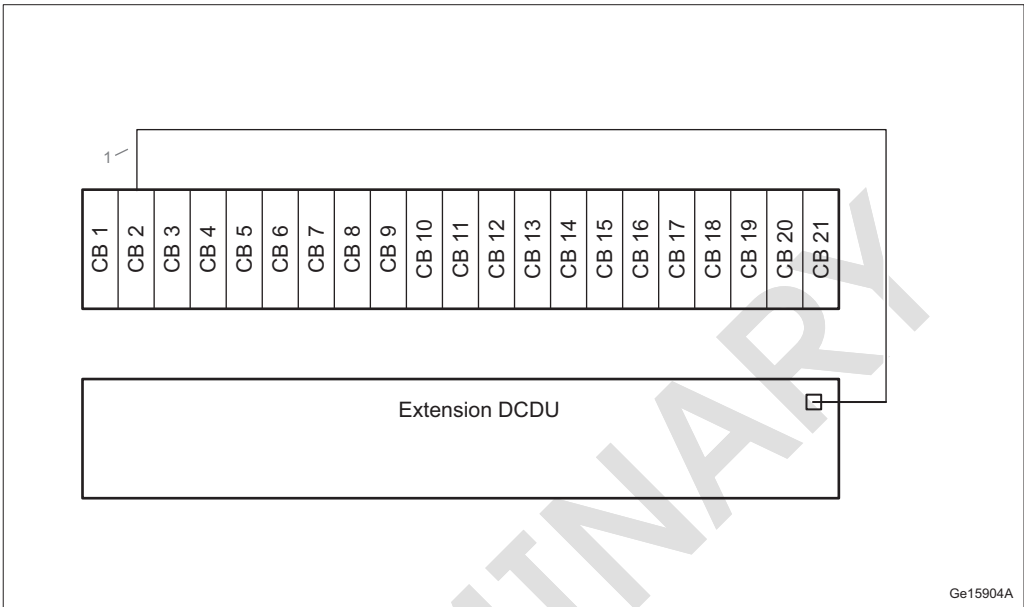 1
CB 1
CB 2
CB 3
CB 4
CB 5
CB 6
CB 7
CB 8
CB 9
CB 10
CB 11
CB 12
CB 13
CB 14
CB 15
CB 16
CB 17
CB 18
CB 19
CB 20
CB 21
Extension DCDU
MINARY
Ge15904A